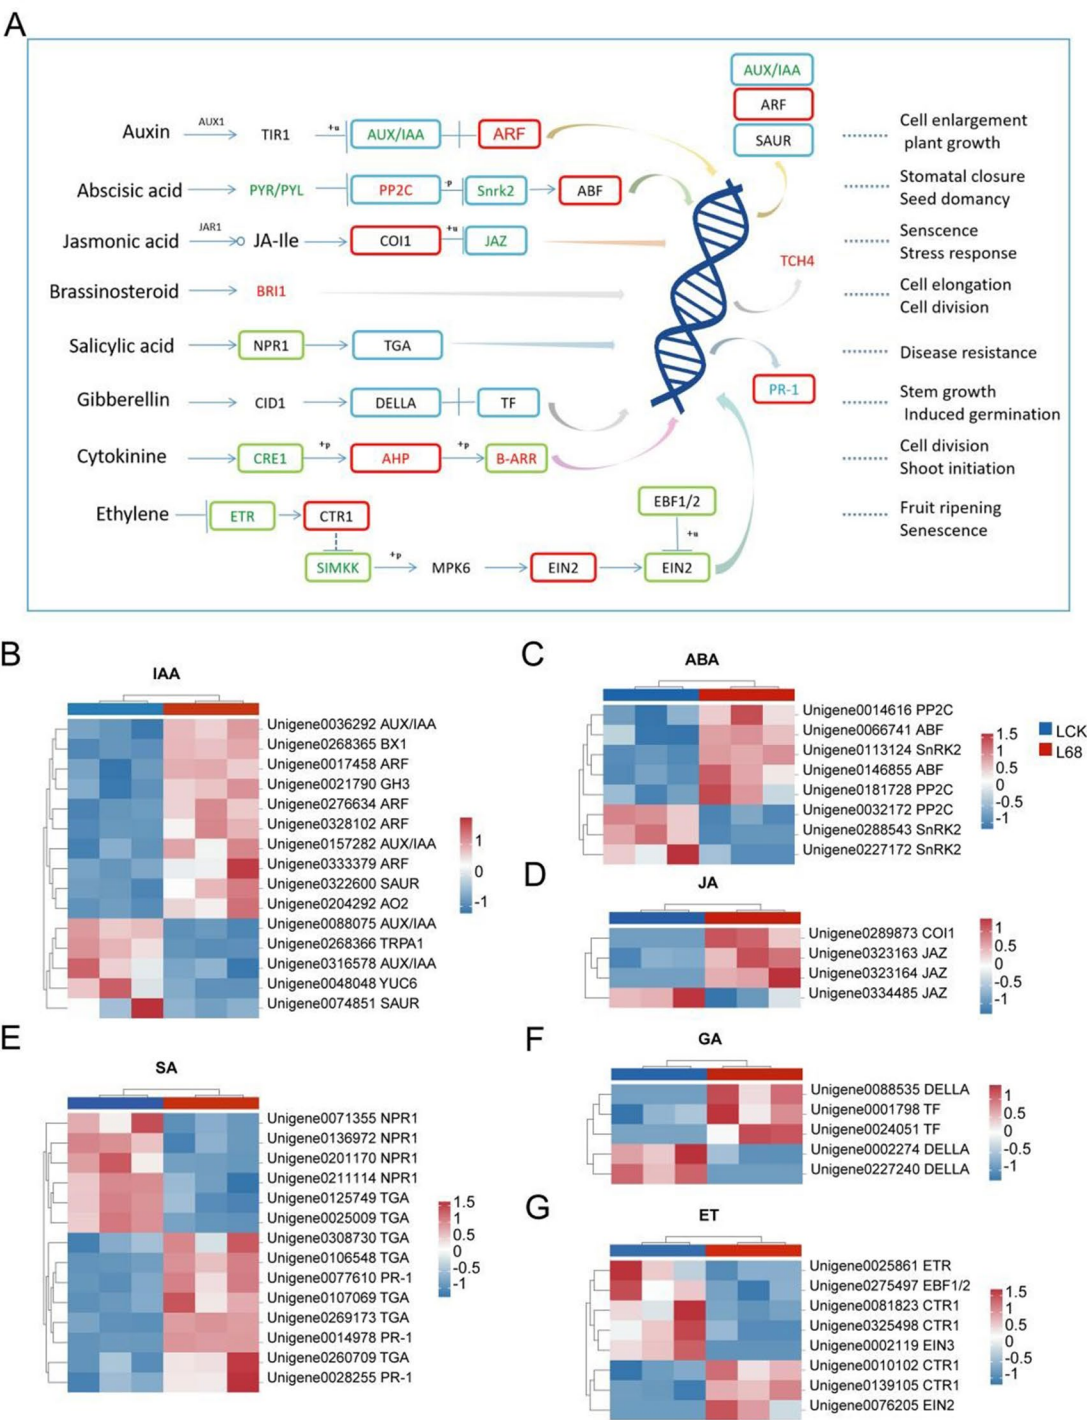 A
AUX/IAA
ARF
SAUR
Auxin AUX1 TIR1 +u AUX/IAA ARF
Cell enlargement
plant growth
Abscisic acid PYR/PYL PP2C -p Snrk2 ABF
Stomatal closure
Seed domancy
Jasmonic acid JAR1 JA-Ile COI1 +u JAZ
Senscence
Stress response
TCH4
Brassinosteroid BRI1
Cell elongation
Cell division
Salicylic acid NPR1 TGA
Disease resistance
PR-1
Gibberellin CID1 DELLA TF
Stem growth
Induced germination
Cytokinine CRE1 +p AHP +p B-ARR
Cell division
Shoot initiation
Ethylene ETR CTR1 EBF1/2
Fruit ripening
Senescence
+u
SIMKK +p MPK6 EIN2 EIN2
B
IAA
Unigene0036292 AUX/IAA
Unigene0268365 BX1
Unigene0017458 ARF
Unigene0021790 GH3
Unigene0276634 ARF
Unigene0328102 ARF
Unigene0157282 AUX/IAA
Unigene0333379 ARF
Unigene0322600 SAUR
Unigene0204292 AO2
Unigene0088075 AUX/IAA
Unigene0268366 TRPA1
Unigene0316578 AUX/IAA
Unigene0048048 YUC6
Unigene0074851 SAUR
1
0
-1
C
ABA
Unigene0014616 PP2C
Unigene0066741 ABF
Unigene0113124 SnRK2
Unigene0146855 ABF
Unigene0181728 PP2C
Unigene0032172 PP2C
Unigene0288543 SnRK2
Unigene0227172 SnRK2
1.5
1
0.5
0
-0.5
-1
LCK
L68
D
JA
Unigene0289873 COI1
Unigene0323163 JAZ
Unigene0323164 JAZ
Unigene0334485 JAZ
1
0.5
0
-0.5
-1
E
SA
Unigene0071355 NPR1
Unigene0136972 NPR1
Unigene0201170 NPR1
Unigene0211114 NPR1
Unigene0125749 TGA
Unigene0025009 TGA
Unigene0308730 TGA
Unigene0106548 TGA
Unigene0077610 PR-1
Unigene0107069 TGA
Unigene0269173 TGA
Unigene0014978 PR-1
Unigene0260709 TGA
Unigene0028255 PR-1
1.5
1
0.5
0
-0.5
-1
F
GA
Unigene0088535 DELLA
Unigene0001798 TF
Unigene0024051 TF
Unigene0002274 DELLA
Unigene0227240 DELLA
1
0.5
0
-0.5
-1
G
ET
Unigene0025861 ETR
Unigene0275497 EBF1/2
Unigene0081823 CTR1
Unigene0325498 CTR1
Unigene0002119 EIN3
Unigene0010102 CTR1
Unigene0139105 CTR1
Unigene0076205 EIN2
1.5
1
0.5
0
-0.5
-1